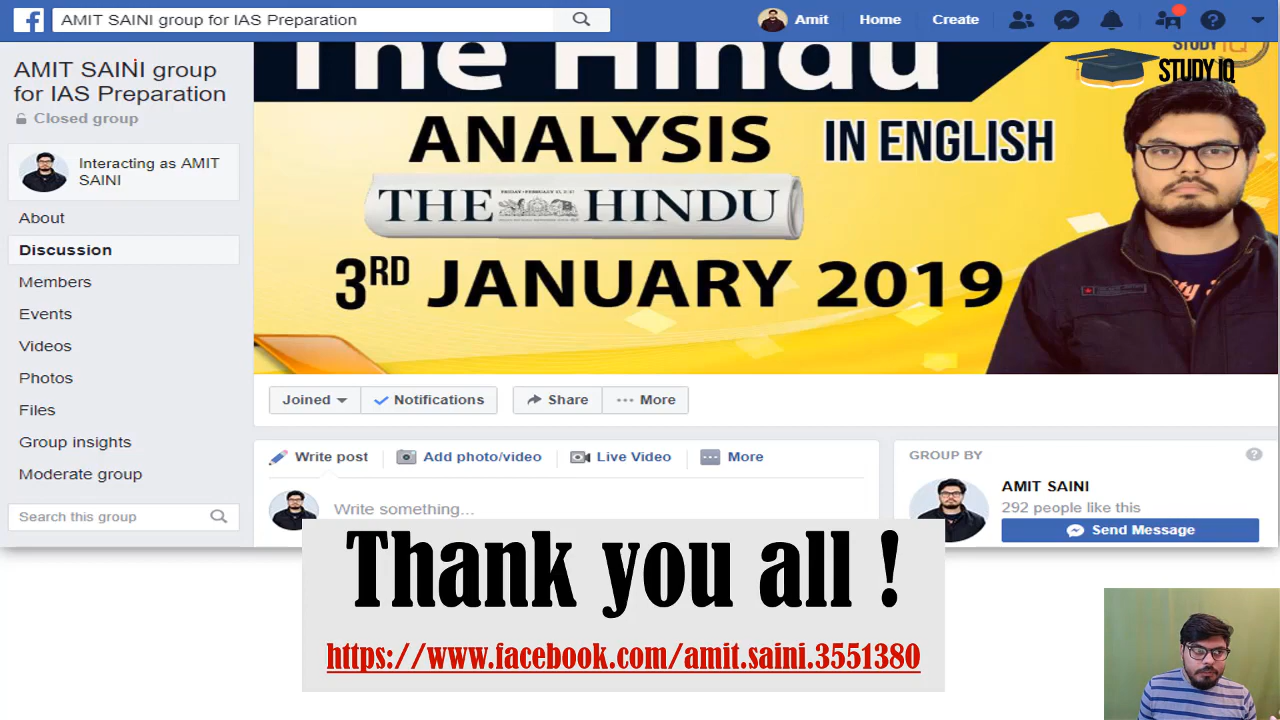 AMIT SAINI group for IAS Preparation
Amit
Home
Create
AMIT SAINI group
for IAS Preparation
Closed group
Interacting as AMIT
SAINI
About
Discussion
Members
Events
Videos
Photos
Files
Group insights
Moderate group
Search this group
The Hindu
STUDY IQ
STUDY IQ
ANALYSIS
IN ENGLISH
THE HINDU
3RD JANUARY 2019
Joined
Notifications
Share
More
Write post
Add photo/video
Live Video
More
Write something...
GROUP BY
AMIT SAINI
292 people like this
Send Message
Thank you all !
https://www.facebook.com/amit.saini.3551380